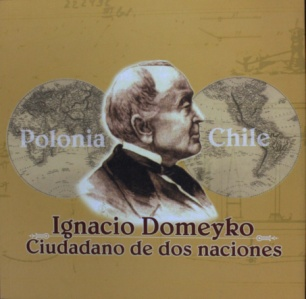 Polonia Chile
Ignacio Domeyko
Ciudadano de dos naciones